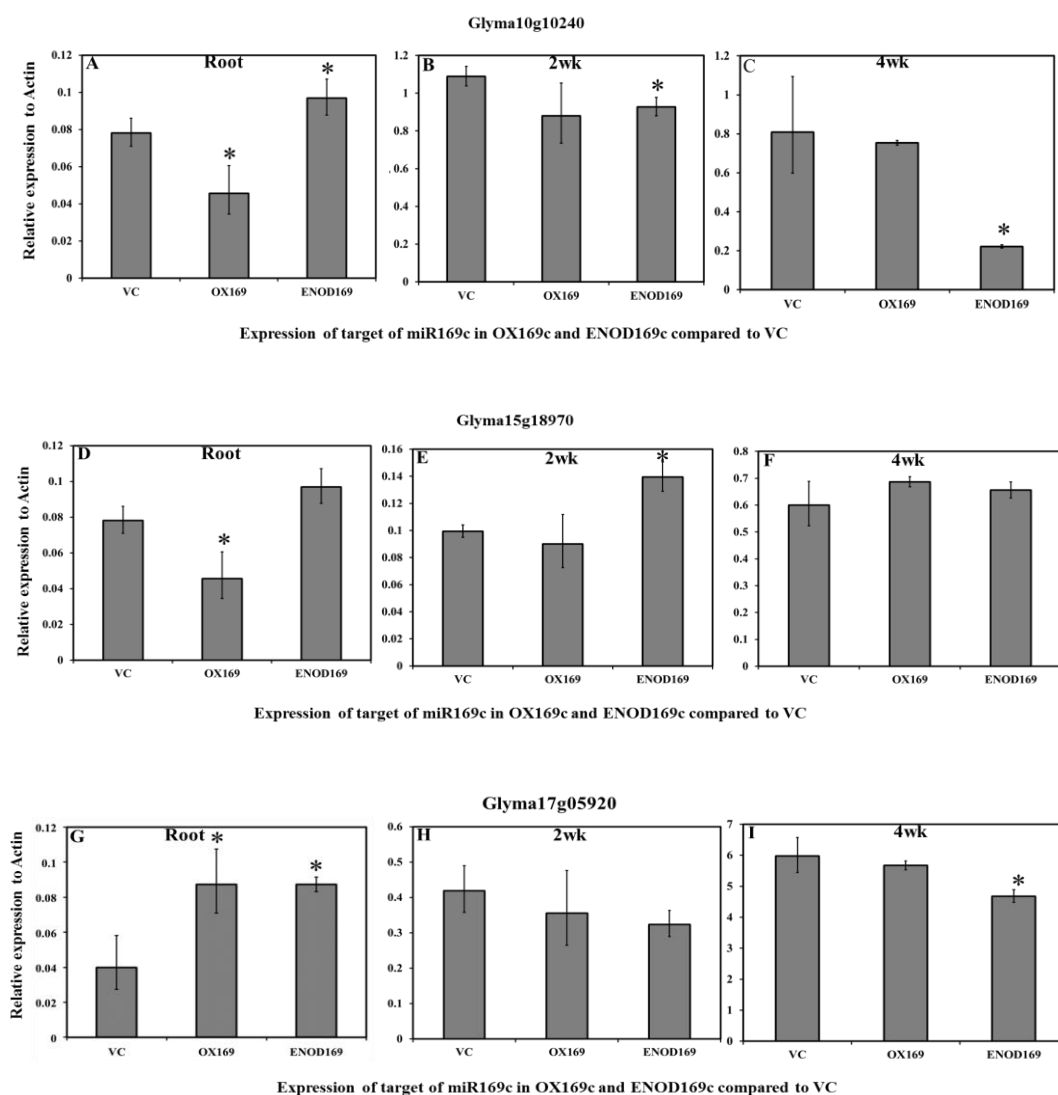 Glyma10g10240
A Root
B 2wk
C 4wk
Relative expression to Actin
0.12
0.1
0.08
0.06
0.04
0.02
0
*
*
VC OX169 ENOD169
1.2
1
0.8
. 0.6
0.4
0.2
0
*
VC OX169 ENOD169
1.2
1
0.8
0.6
0.4
0.2
0
*
VC OX169 ENOD169
Expression of target of miR169c in OX169c and ENOD169c compared to VC
Glyma15g18970
D Root
E 2wk
F 4wk
Relative expression to Actin
0.12
0.1
0.08
0.06
0.04
0.02
0
*
VC OX169 ENOD169
0.16
0.14
0.12
0.1
0.08
0.06
0.04
0.02
0
*
VC OX169 ENOD169
0.8
0.7
0.6
0.5
0.4
0.3
0.2
0.1
0
VC OX169 ENOD169
Expression of target of miR169c in OX169c and ENOD169c compared to VC
Glyma17g05920
G Root
H 2wk
I 4wk
Relative expression to Actin
0.12
0.1
0.08
0.06
0.04
0.02
0
*
*
VC OX169 ENOD169
0.6
0.5
0.4
0.3
0.2
0.1
0
VC OX169 ENOD169
7
6
5
4
3
2
1
0
*
VC OX169 ENOD169
Expression of target of miR169c in OX169c and ENOD169c compared to VC